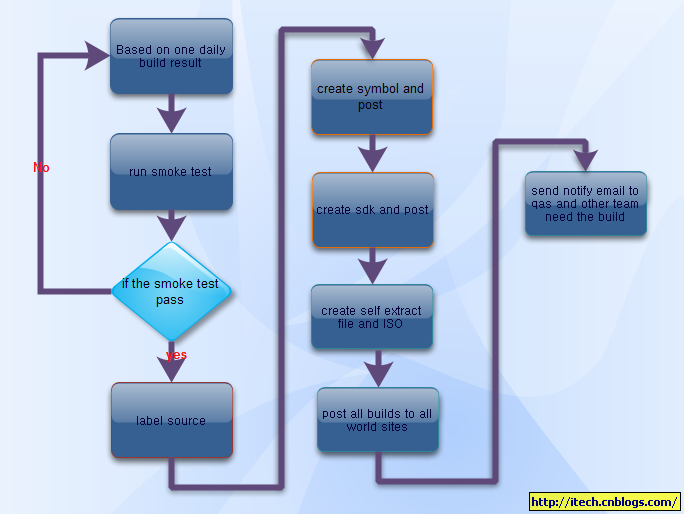 Based on one daily
build result
run smoke test
No
if the smoke test
pass
yes
label source
create symbol and
post
create sdk and post
create self extract
file and ISO
post all builds to all
world sites
send notify email to
qas and other team
need the build
http://itech.cnblogs.com/